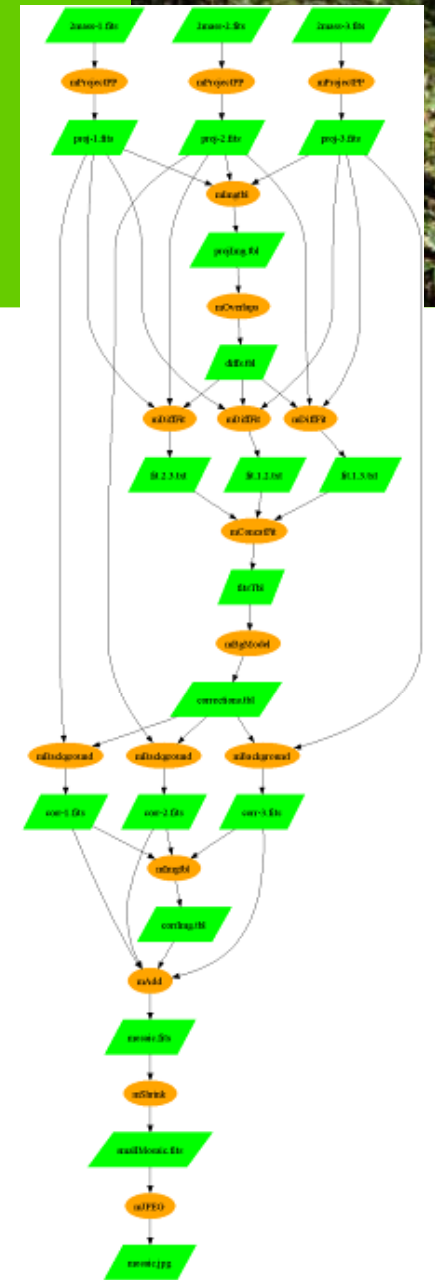 2mass-1.fits 2mass-2.fits 2mass-3.fits
mProjectPP mProjectPP mProjectPP
proj-1.fits proj-2.fits proj-3.fits
mImgtbl
projimg.tbl
mOverlaps
diffs.tbl
mDiffFit mDiffFit mDiffFit
fit.2.3.txt fit.1.2.txt fit.1.3.txt
mConcatFit
fits.tbl
mBgModel
corrections.tbl
mBackground mBackground mBackground
corr-1.fits corr-2.fits corr-3.fits
mImgtbl
corrimg.tbl
mAdd
mosaic.fits
mShrink
smallMosaic.fits
mJPEG
mosaic.jpg